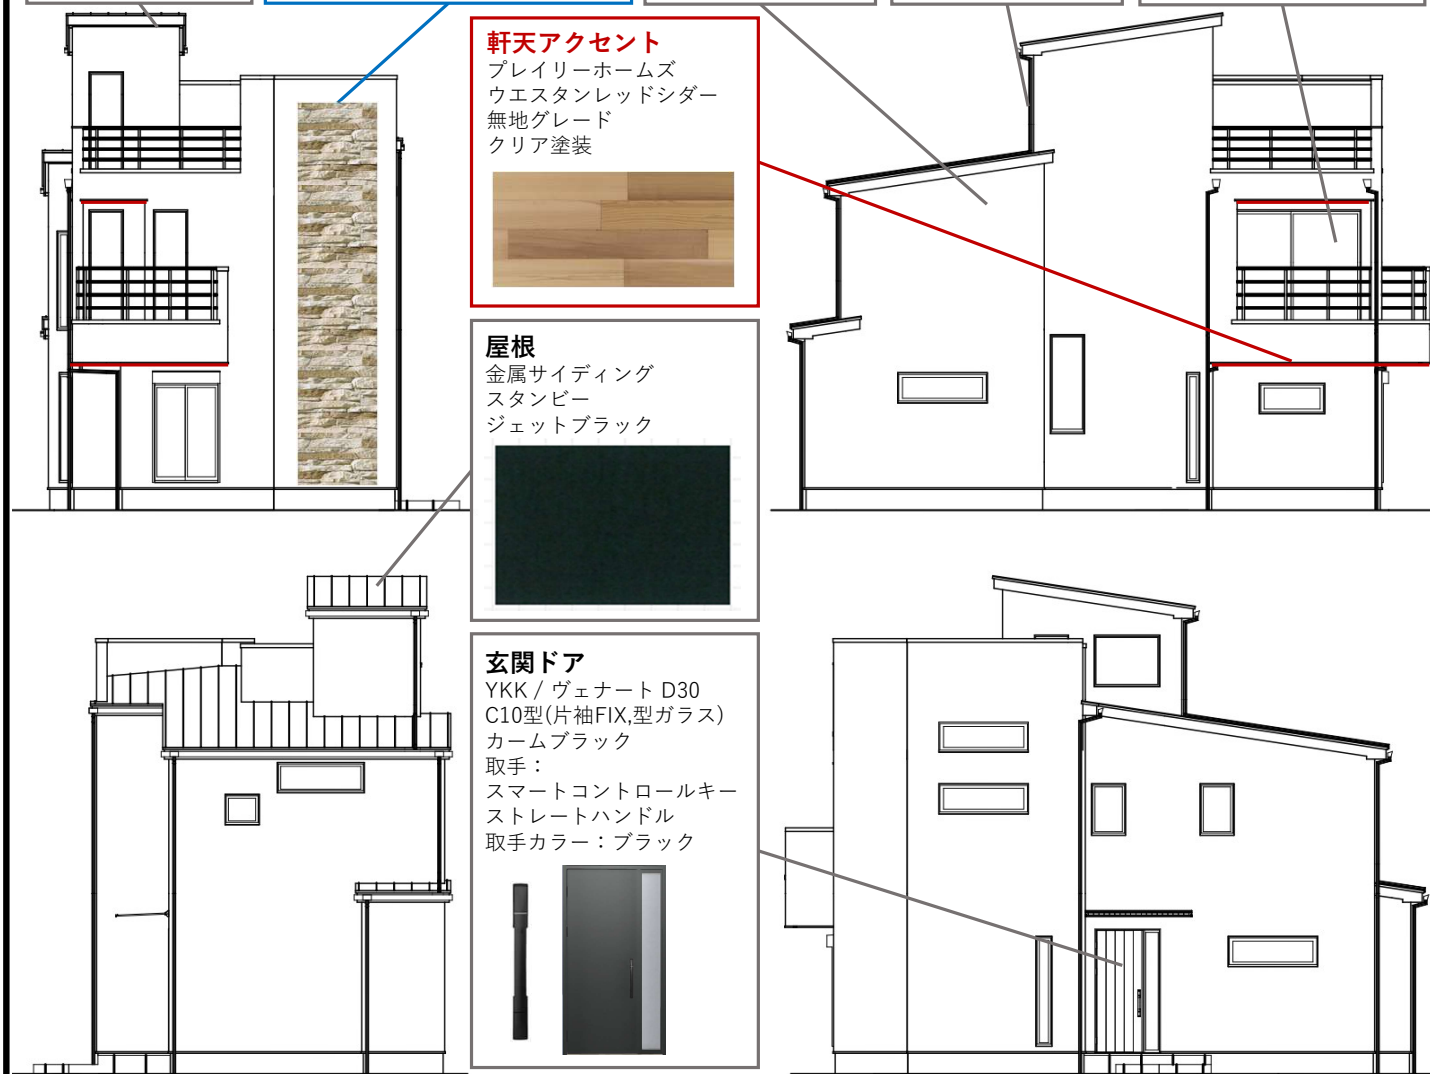 軒天アクセント
プレイリーホームズ
ウエスタンレッドシダー
無地グレード
クリア塗装
屋根
金属サイディング
スタンビー
ジェットブラック
玄関ドア
YKK / ヴェナート D30
C10型(片袖FIX,型ガラス)
カームブラック
取手：
スマートコントロールキー
ストレートハンドル
取手カラー：ブラック